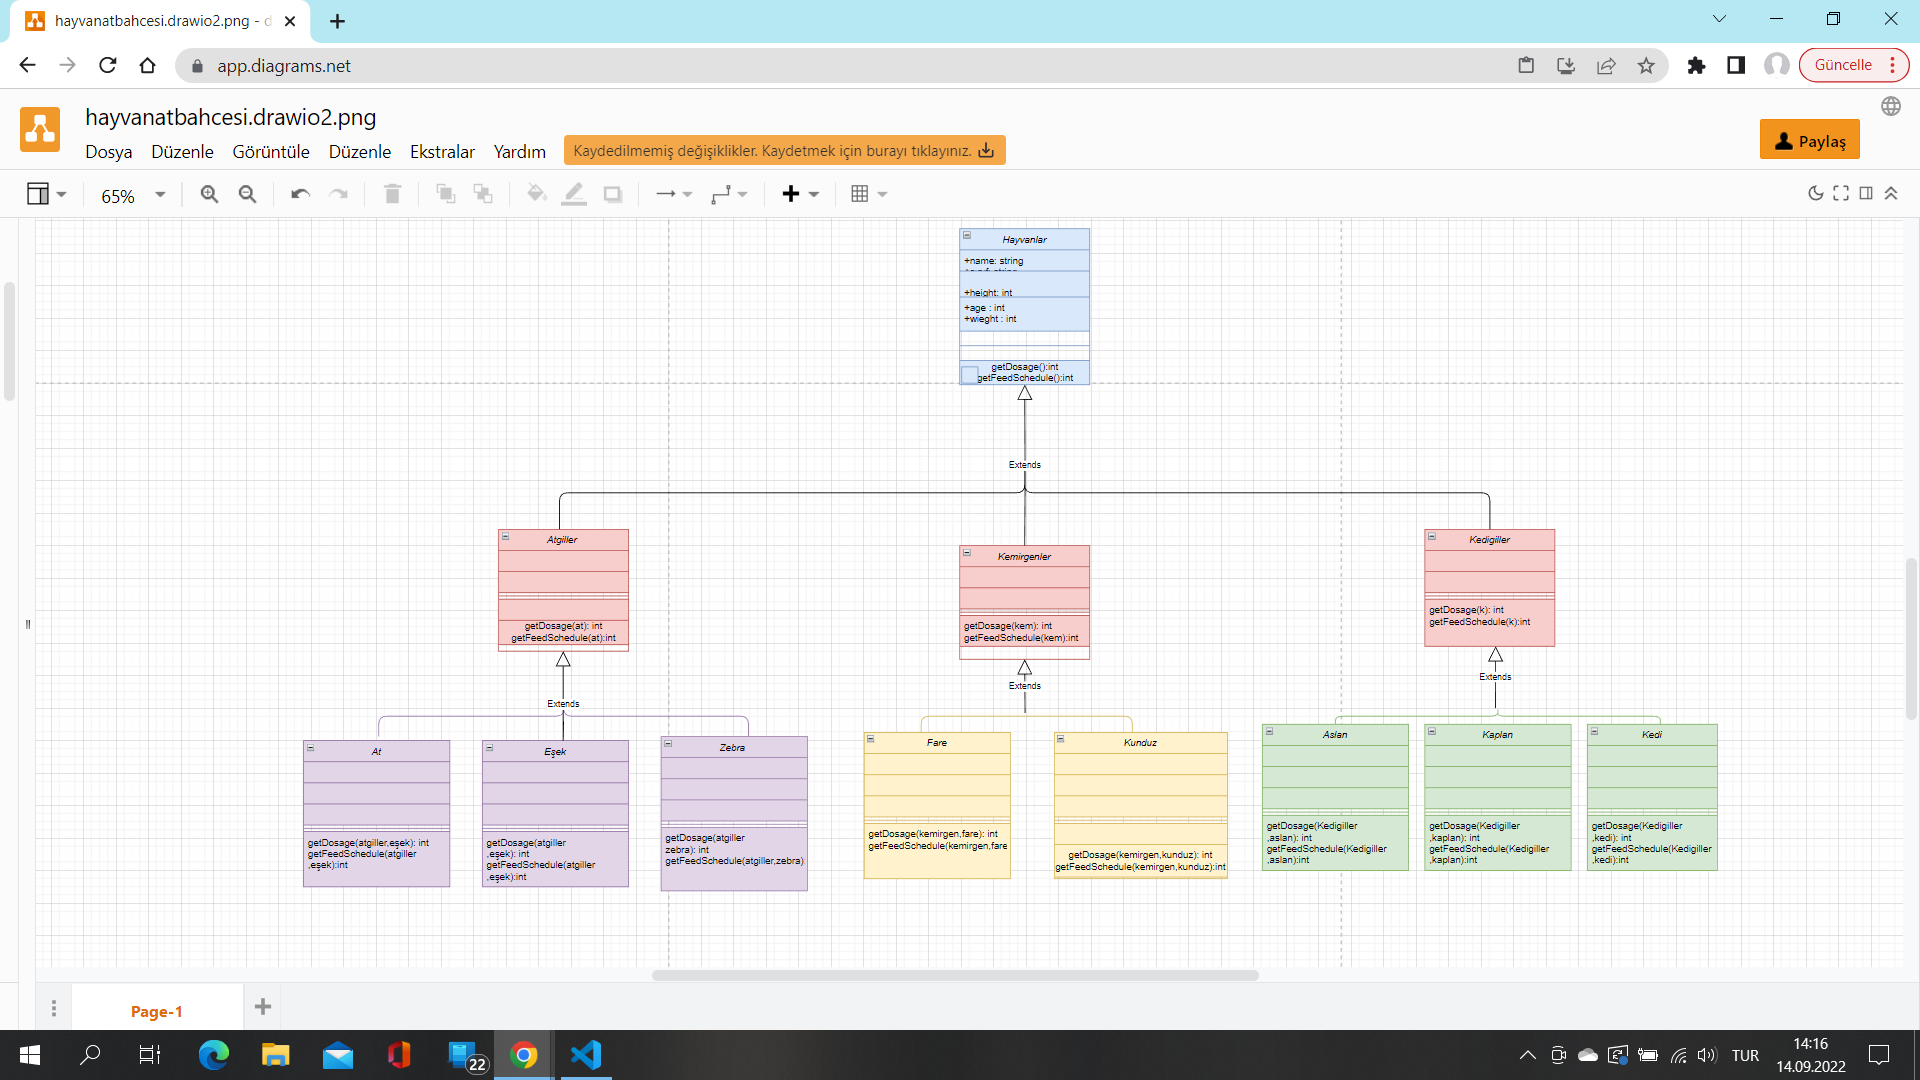 hayvanatbahcesi.drawio2.png - d
app.diagrams.net
Güncelle
hayvanatbahcesi.drawio2.png
Dosya Düzenle Görüntüle Düzenle Ekstralar Yardım
Kaydedilmemiş değişiklikler. Kaydetmek için burayı tıklayınız.
Paylaş
65%
Hayvanlar
+name: string
+height: int
+age : int
+wieght : int
getDosage():int
getFeedSchedule():int
Extends
Atgiller
getDosage(at): int
getFeedSchedule(at):int
Kemirgenler
getDosage(kem): int
getFeedSchedule(kem):int
Kedigiller
getDosage(k): int
getFeedSchedule(k):int
Extends
Extends
Extends
At
getDosage(atgiller,eşek): int
getFeedSchedule(atgiller
,eşek):int
Eşek
getDosage(atgiller
,eşek): int
getFeedSchedule(atgiller
,eşek):int
Zebra
getDosage(atgiller
zebra): int
getFeedSchedule(atgiller,zebra)
Fare
getDosage(kemirgen,fare): int
getFeedSchedule(kemirgen,fare
Kunduz
getDosage(kemirgen,kunduz): int
getFeedSchedule(kemirgen,kunduz):int
Aslan
getDosage(Kedigiller
,aslan): int
getFeedSchedule(Kedigiller
,aslan):int
Kaplan
getDosage(Kedigiller
,kaplan): int
getFeedSchedule(Kedigiller
,kaplan):int
Kedi
getDosage(Kedigiller
,kedi): int
getFeedSchedule(Kedigiller
,kedi):int
Page-1
22
TUR
14:16
14.09.2022